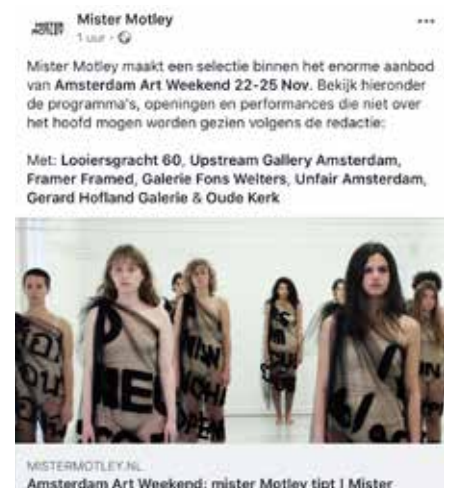 MISTER
MOTLEY
Mister Motley
1 uur
Mister Motley maakt een selectie binnen het enorme aanbod
van Amsterdam Art Weekend 22-25 Nov. Bekijk hieronder
de programma's, openingen en performances die niet over
het hoofd mogen worden gezien volgens de redactie:
Met: Looiersgracht 60, Upstream Gallery Amsterdam,
Framer Framed, Galerie Fons Welters, Unfair Amsterdam,
Gerard Hofland Galerie & Oude Kerk
MISTERMOTLEY.NL
Amsterdam Art Weekend: mister Motley tipt | Mister